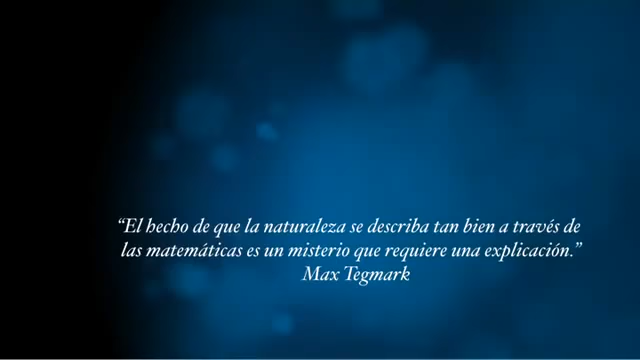 “El hecho de que la naturaleza se describa tan bien a través de
las matemáticas es un misterio que requiere una explicación.”
Max Tegmark